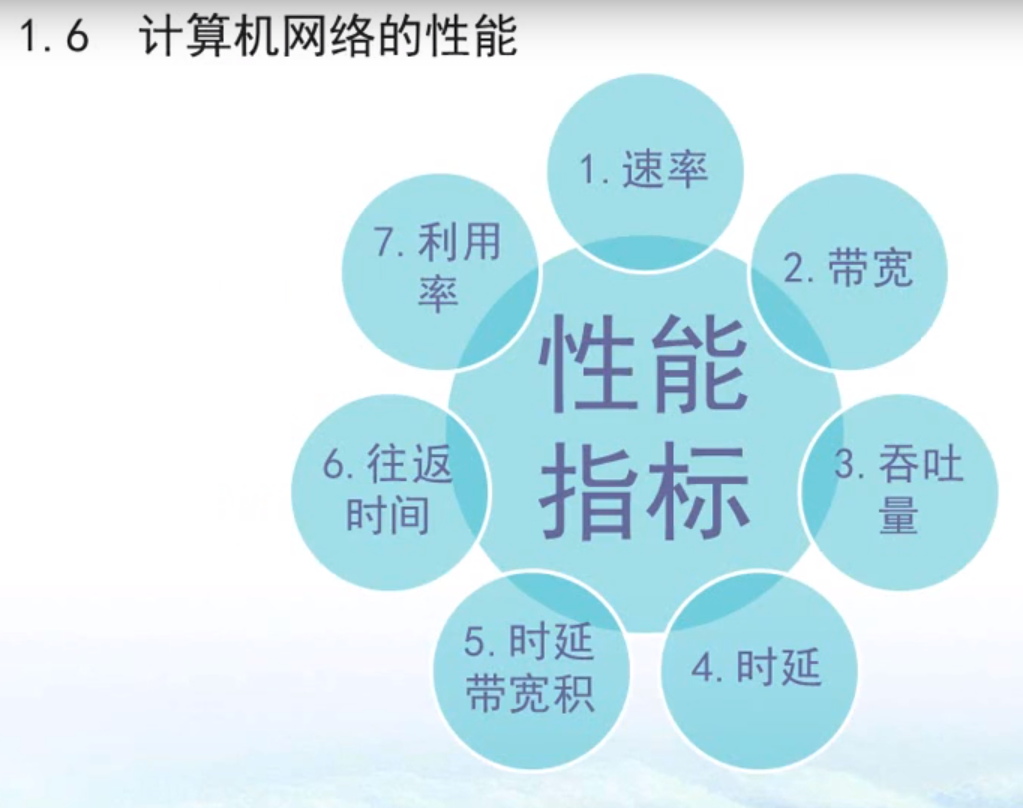 1.6 计算机网络的性能
性能
指标
1.速率
2.带宽
3.吞吐
量
4.时延
5.时延
带宽积
6.往返
时间
7.利用
率